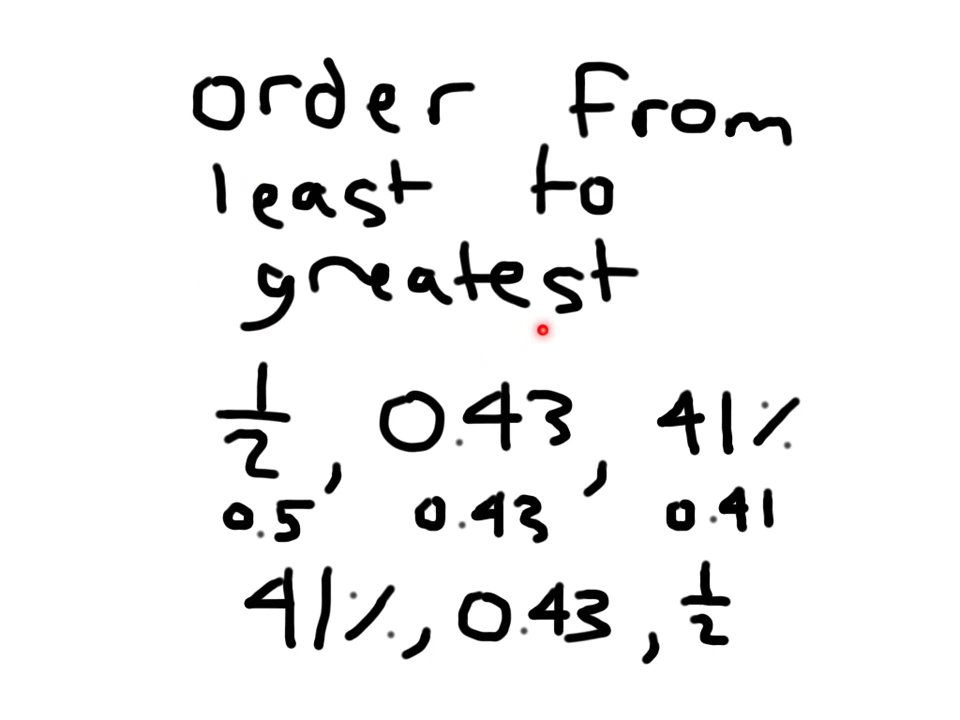 order from
least to
greatest
1/2, 0.43, 41%
0.5 0.43 0.41
41%, 0.43, 1/2